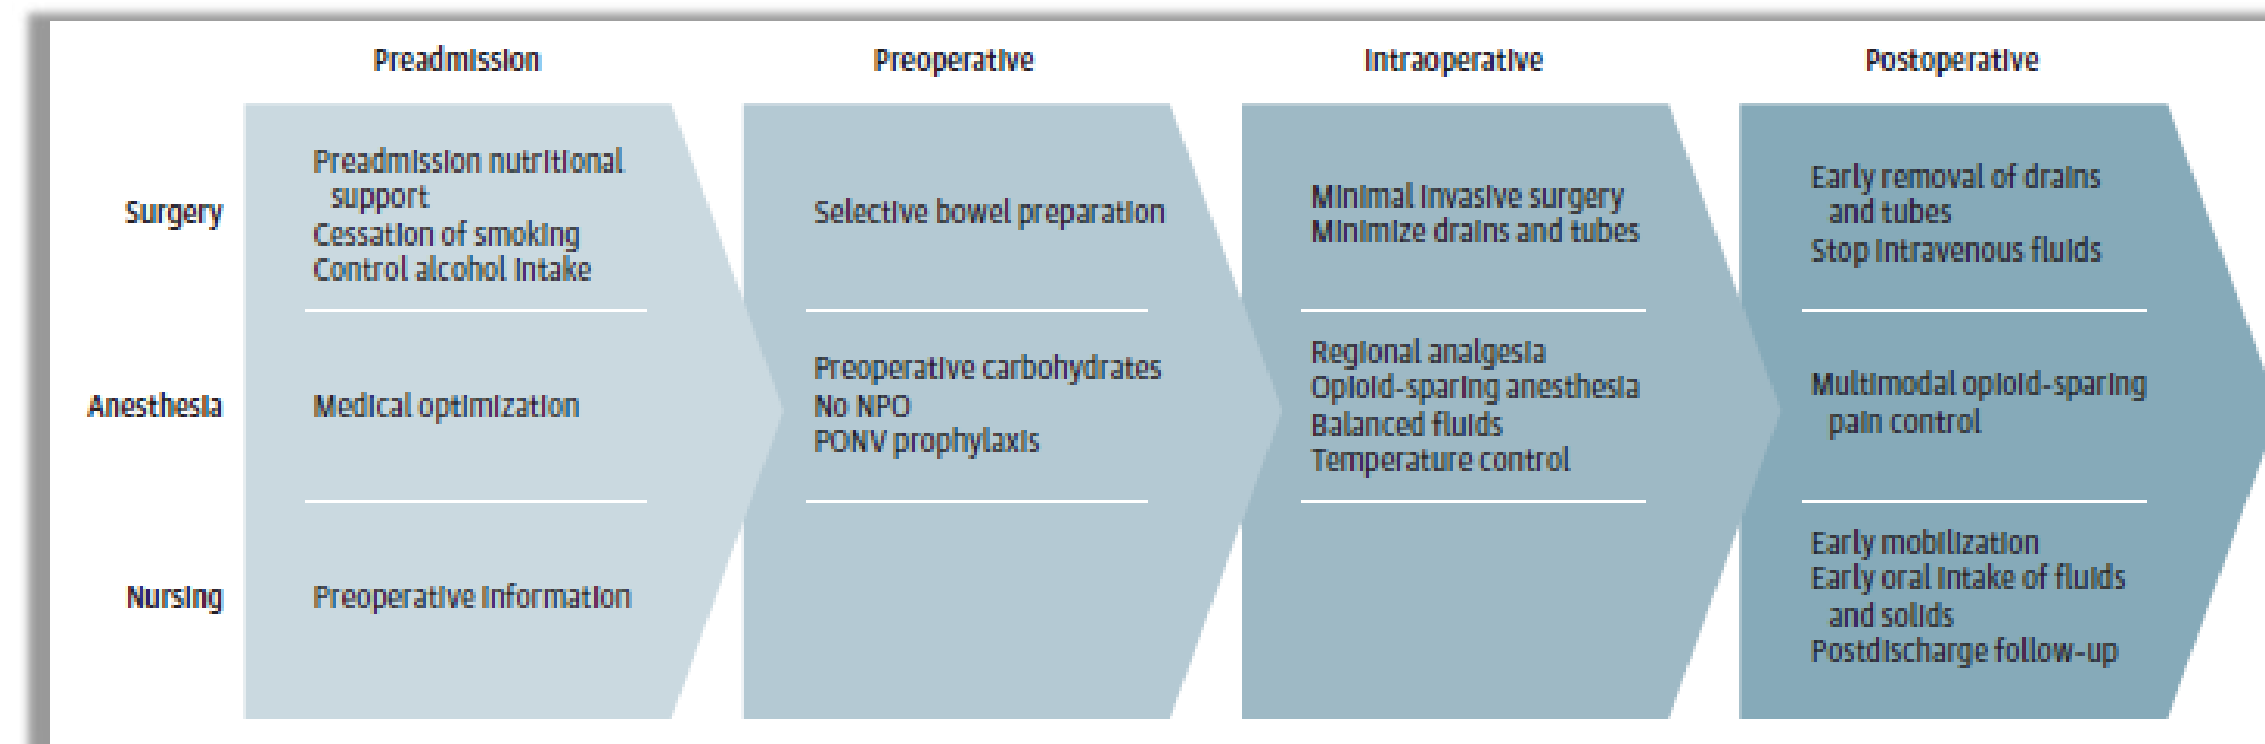 Preadmission
Preoperative
Intraoperative
Postoperative
Surgery
Preadmission nutritional
support
Cessation of smoking
Control alcohol intake
Selective bowel preparation
Minimal invasive surgery
Minimize drains and tubes
Early removal of drains
and tubes
Stop intravenous fluids
Anesthesia
Medical optimization
Preoperative carbohydrates
No NPO
PONV prophylaxis
Regional analgesia
Opioid-sparing anesthesia
Balanced fluids
Temperature control
Multimodal opioid-sparing
pain control
Nursing
Preoperative information
Early mobilization
Early oral intake of fluids
and solids
Postdischarge follow-up